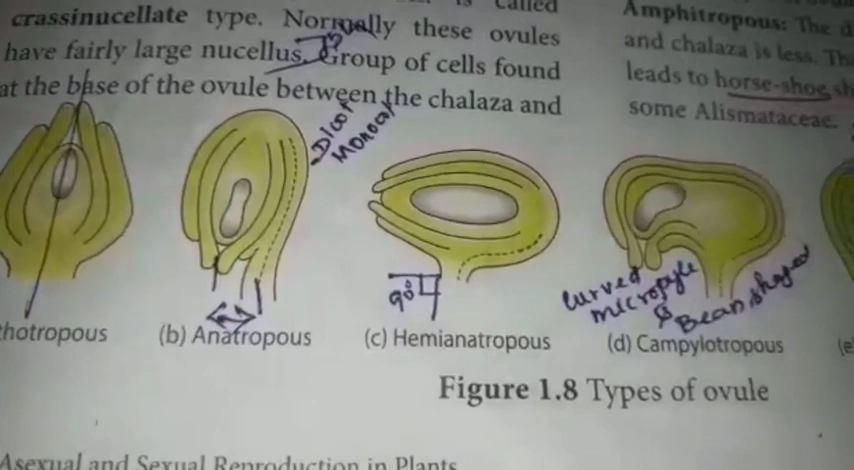 called
crassinucellate type. Normally these ovules
have fairly large nucellus. Group of cells found
at the base of the ovule between the chalaza and
Amphitropous: The
and chalaza is less.
leads to horse-shoe
some Alismataceae.
Dicot
Monocot
90°
curved
micropyle
&
Bean shaped
thotropous
(b) Anatropous
(c) Hemianatropous
(d) Campylotropous
(e
Figure 1.8 Types of ovule
Asexual and Sexual Reproduction in Plants